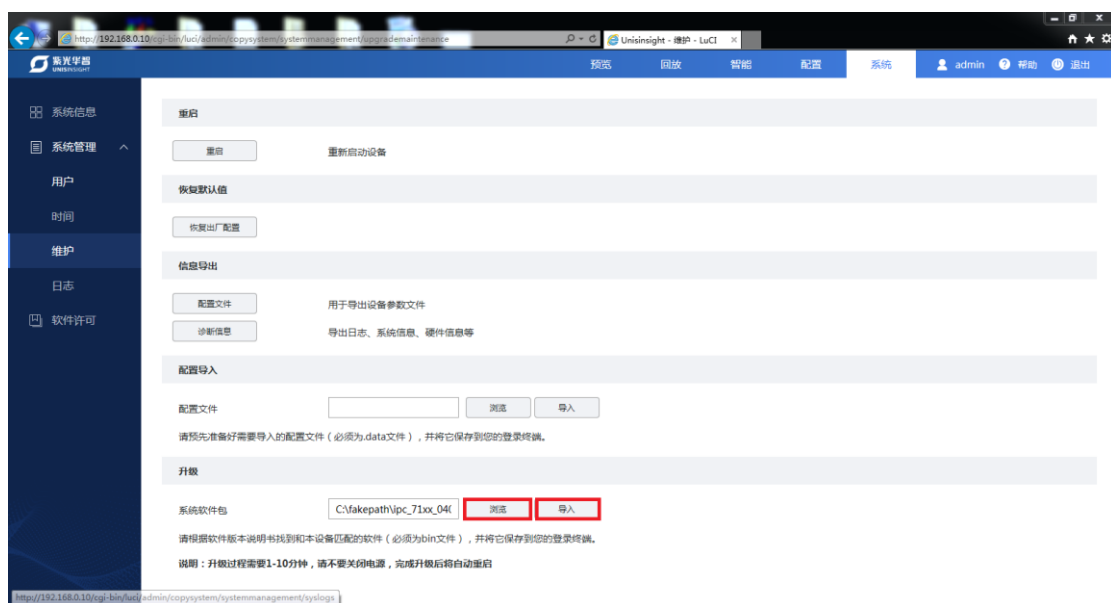 http://192.168.0.10/cgi-bin/luci/admin/copysystem/systemmanagement/upgrademaintenance
Unisinsight - 维护 - LuCI
紫光华智
UNISINSIGHT
预览 回放 智能 配置 系统 admin 帮助 退出
系统信息
系统管理
用户
时间
维护
日志
软件许可
重启
重启 重新启动设备
恢复默认值
恢复出厂配置
信息导出
配置文件 用于导出设备参数文件
诊断信息 导出日志、系统信息、硬件信息等
配置导入
配置文件 浏览 导入
请预先准备好需要导入的配置文件（必须为.data文件），并将它保存到您的登录终端。
升级
系统软件包 C:\fakepath\ipc_71xx_04( 浏览 导入
请根据软件版本说明书找到和本设备匹配的软件（必须为bin文件），并将它保存到您的登录终端。
说明：升级过程需要1-10分钟，请不要关闭电源，完成升级后将自动重启
http://192.168.0.10/cgi-bin/luci/admin/copysystem/systemmanagement/syslogs